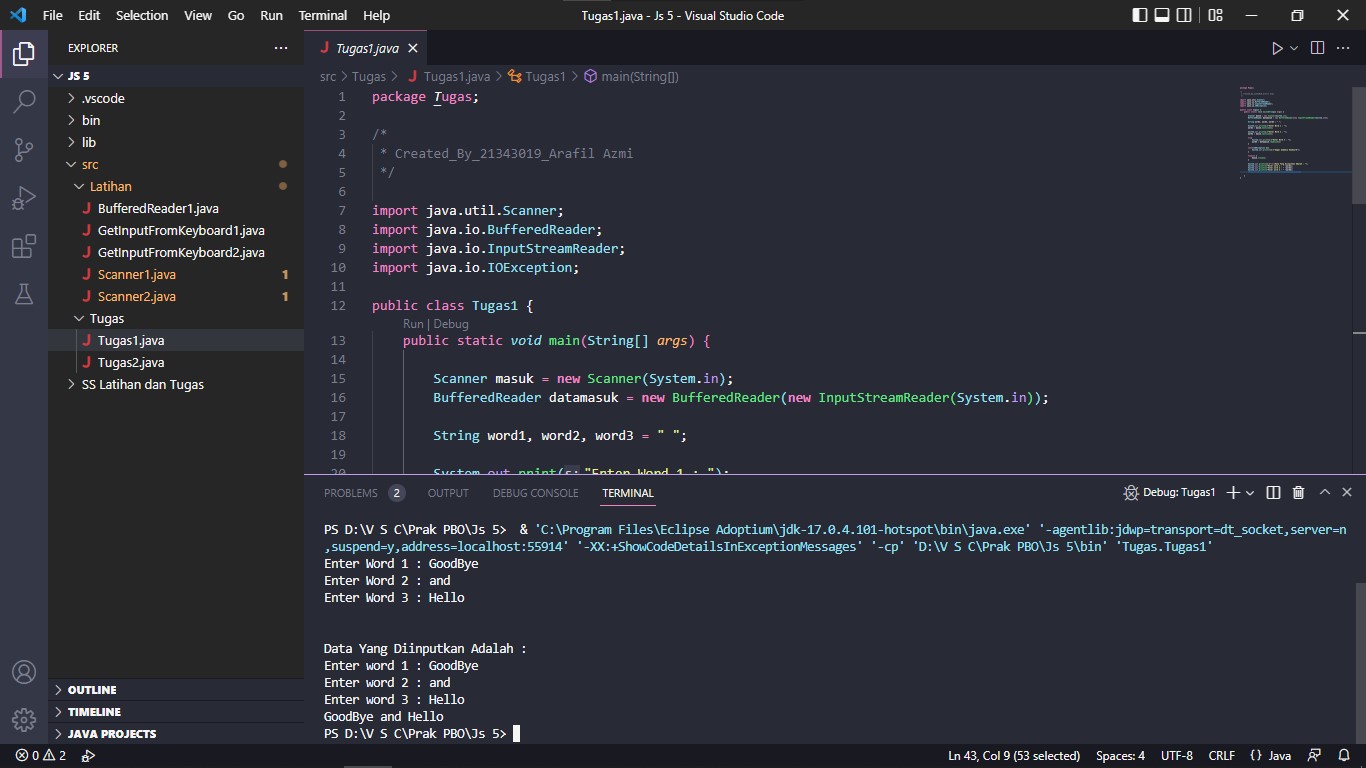 File Edit Selection View Go Run Terminal Help
Tugas1.java - Js 5 - Visual Studio Code
EXPLORER
JS 5
.vscode
bin
lib
src
Latihan
BufferedReader1.java
GetInputFromKeyboard1.java
GetInputFromKeyboard2.java
Scanner1.java 1
Scanner2.java 1
Tugas
Tugas1.java
Tugas2.java
SS Latihan dan Tugas
OUTLINE
TIMELINE
JAVA PROJECTS
Tugas1.java
src > Tugas > Tugas1.java > Tugas1 > main(String[])
1 package Tugas;
2
3 /*
4 * Created_By_21343019_Arafil Azmi
5 */
6
7 import java.util.Scanner;
8 import java.io.BufferedReader;
9 import java.io.InputStreamReader;
10 import java.io.IOException;
11
12 public class Tugas1 {
Run | Debug
13 public static void main(String[] args) {
14
15 Scanner masuk = new Scanner(System.in);
16 BufferedReader datamasuk = new BufferedReader(new InputStreamReader(System.in));
17
18 String word1, word2, word3 = " ";
19
20 System.out.print(s: "Enter Word 1 : ");
PROBLEMS 2 OUTPUT DEBUG CONSOLE TERMINAL
Debug: Tugas1
PS D:\V S C\Prak PBO\Js 5> & 'C:\Program Files\Eclipse Adoptium\jdk-17.0.4.101-hotspot\bin\java.exe' '-agentlib:jdwp=transport=dt_socket,server=n
,suspend=y,address=localhost:55914' '-XX:+ShowCodeDetailsInExceptionMessages' '-cp' 'D:\V S C\Prak PBO\Js 5\bin' 'Tugas.Tugas1'
Enter Word 1 : GoodBye
Enter Word 2 : and
Enter Word 3 : Hello
Data Yang Diinputkan Adalah :
Enter word 1 : GoodBye
Enter word 2 : and
Enter word 3 : Hello
GoodBye and Hello
PS D:\V S C\Prak PBO\Js 5>
0 2
Ln 43, Col 9 (53 selected) Spaces: 4 UTF-8 CRLF {} Java